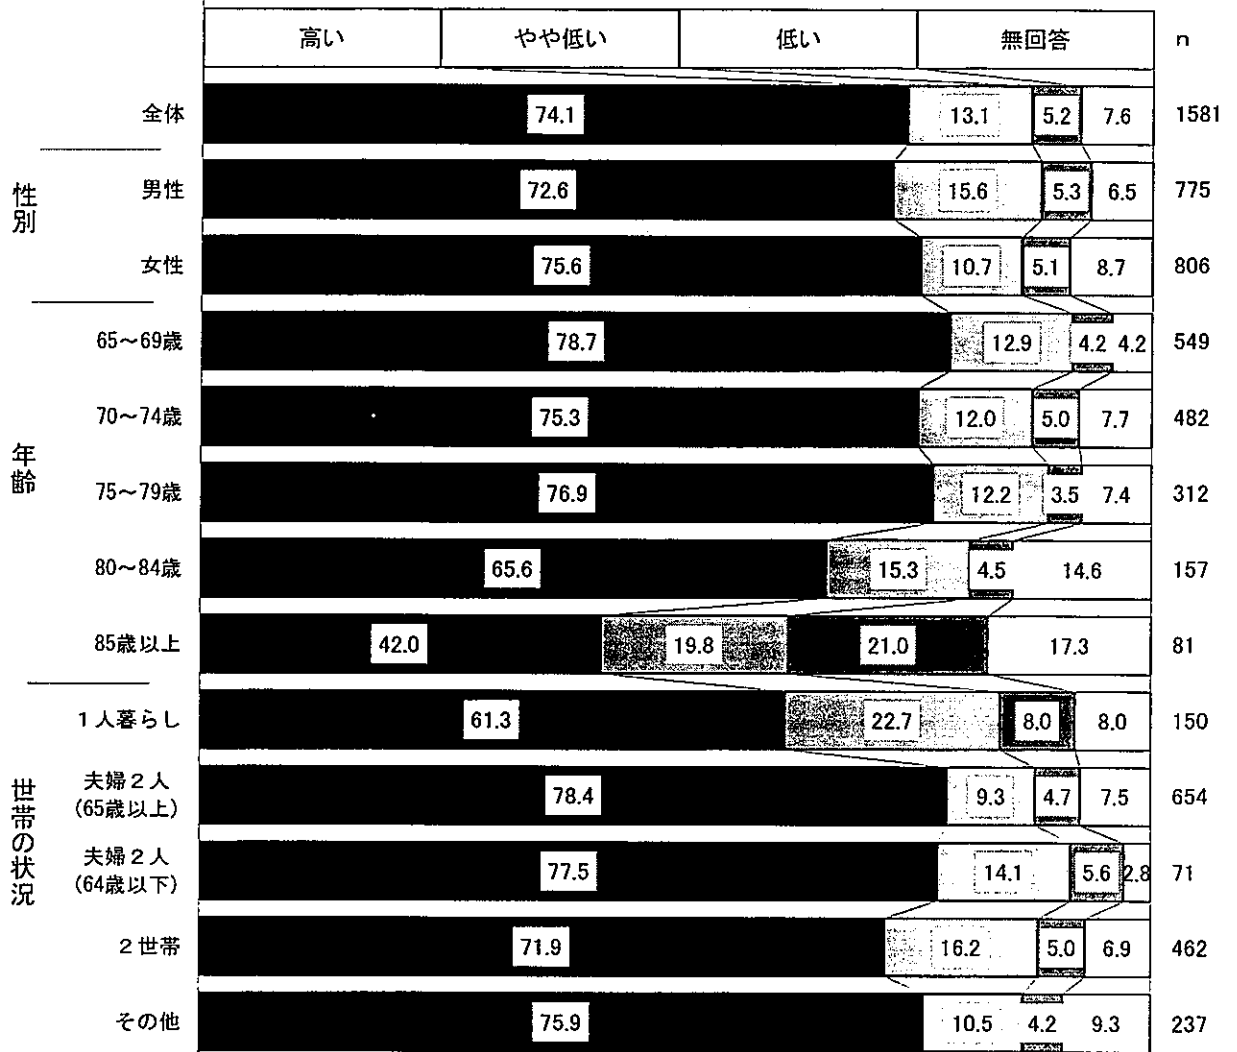 高い やや低い 低い 無回答 n
全体 74.1 13.1 5.2 7.6 1581
性別
男性 72.6 15.6 5.3 6.5 775
女性 75.6 10.7 5.1 8.7 806
年齢
65～69歳 78.7 12.9 4.2 4.2 549
70～74歳 75.3 12.0 5.0 7.7 482
75～79歳 76.9 12.2 3.5 7.4 312
80～84歳 65.6 15.3 4.5 14.6 157
85歳以上 42.0 19.8 21.0 17.3 81
世帯の状況
1人暮らし 61.3 22.7 8.0 8.0 150
夫婦2人
(65歳以上) 78.4 9.3 4.7 7.5 654
夫婦2人
(64歳以下) 77.5 14.1 5.6 2.8 71
2世帯 71.9 16.2 5.0 6.9 462
その他 75.9 10.5 4.2 9.3 237